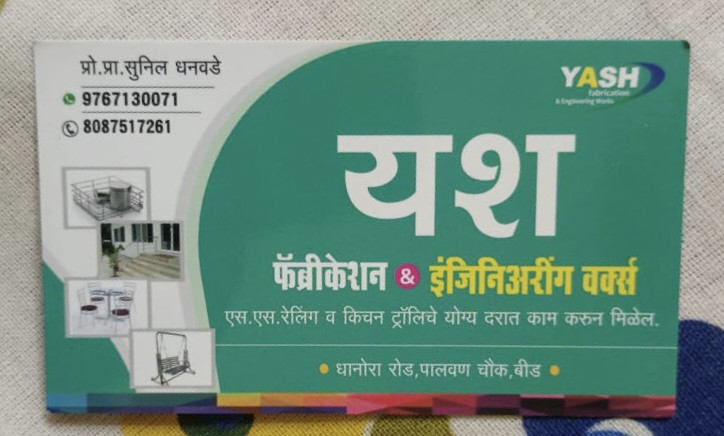 प्रो.प्रा.सुनिल धनवडे
9767130071
8087517261
YASH
fabrication
& Engineering Works
यश
फॅब्रीकेशन & इंजिनिअरींग वर्क्स
एस.एस.रेलिंग व किचन ट्रॉलिचे योग्य दरात काम करुन मिळेल.
धानोरा रोड,पालवण चौक,बीड